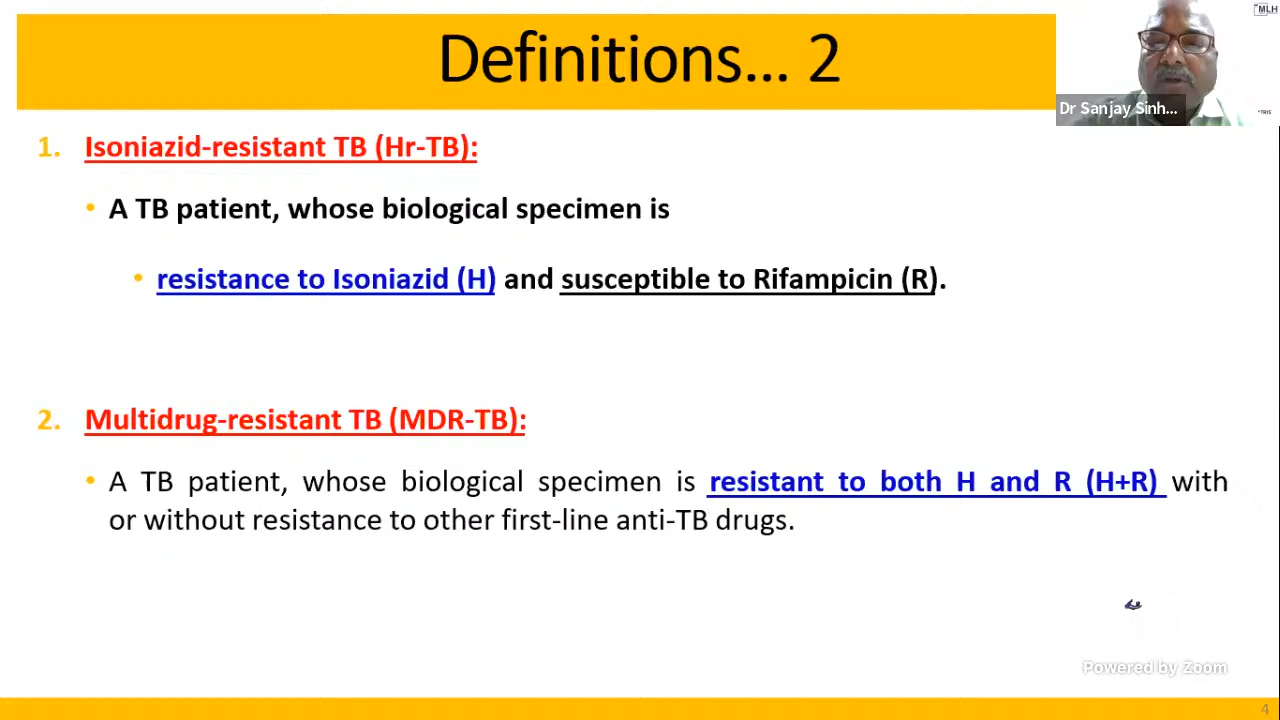 MLH
Definitions... 2
Dr Sanjay Sinh...
1. Isoniazid-resistant TB (Hr-TB):
• A TB patient, whose biological specimen is
• resistance to Isoniazid (H) and susceptible to Rifampicin (R).
2. Multidrug-resistant TB (MDR-TB):
• A TB patient, whose biological specimen is resistant to both H and R (H+R) with
or without resistance to other first-line anti-TB drugs.
Powered by Zoom
4